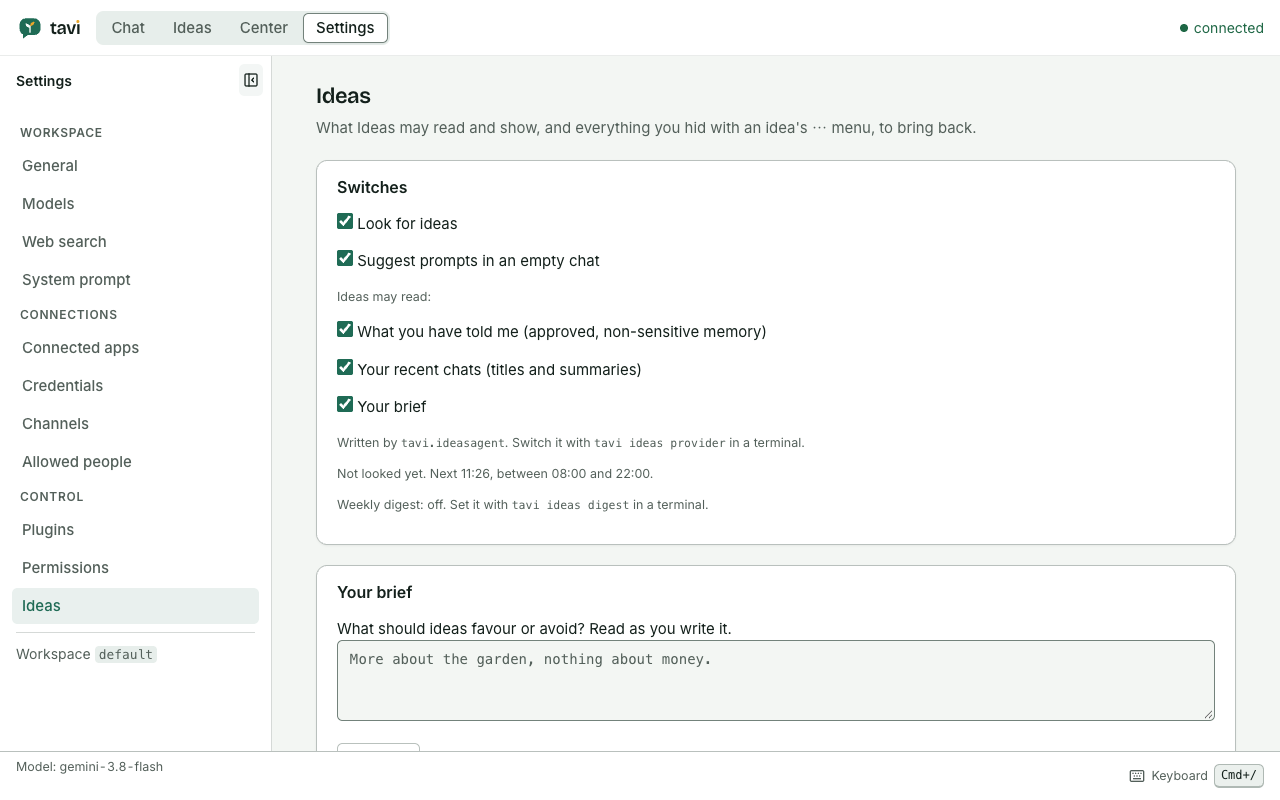 tavi
Chat
Ideas
Center
Settings
connected
Settings
WORKSPACE
General
Models
Web search
System prompt
CONNECTIONS
Connected apps
Credentials
Channels
Allowed people
CONTROL
Plugins
Permissions
Ideas
Workspace default
Ideas
What Ideas may read and show, and everything you hid with an idea's ··· menu, to bring back.
Switches
Look for ideas
Suggest prompts in an empty chat
Ideas may read:
What you have told me (approved, non-sensitive memory)
Your recent chats (titles and summaries)
Your brief
Written by tavi.ideasagent. Switch it with tavi ideas provider in a terminal.
Not looked yet. Next 11:26, between 08:00 and 22:00.
Weekly digest: off. Set it with tavi ideas digest in a terminal.
Your brief
What should ideas favour or avoid? Read as you write it.
More about the garden, nothing about money.
Model: gemini-3.8-flash
Keyboard Cmd+/